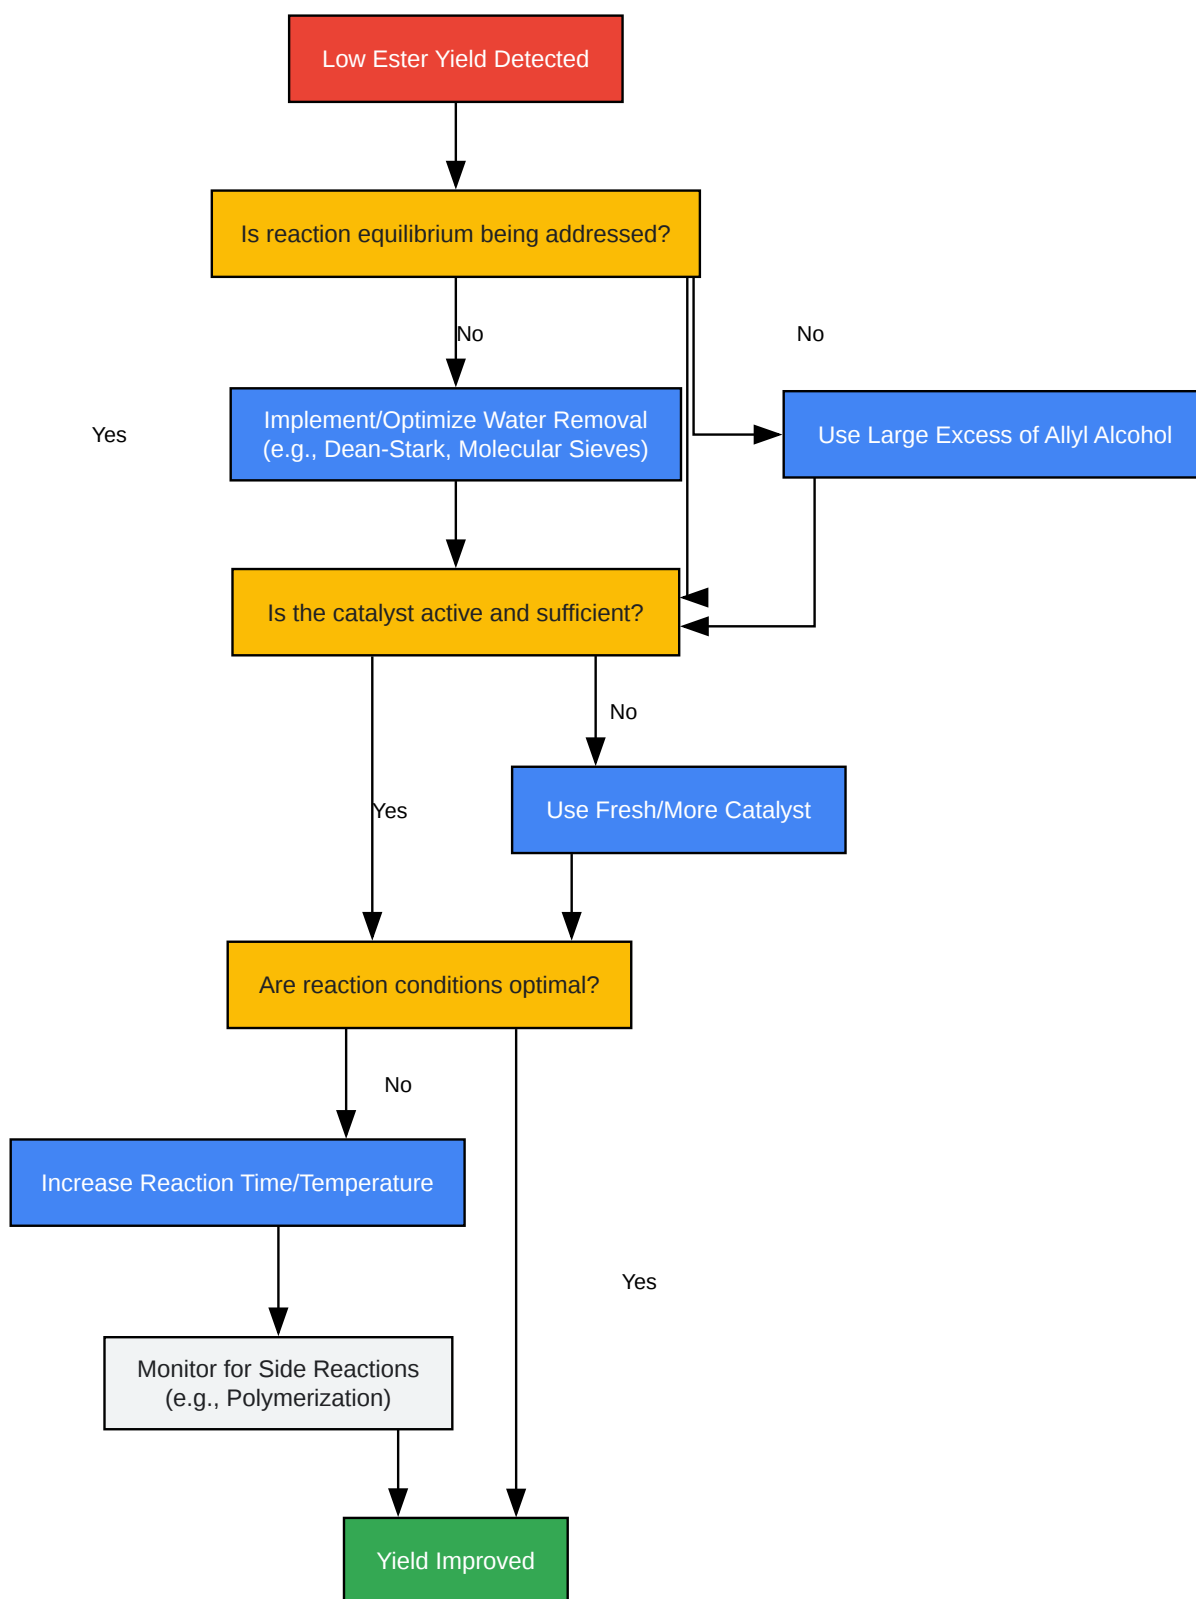 Low Ester Yield Detected
Is reaction equilibrium being addressed?
No
No
Implement/Optimize Water Removal
(e.g., Dean-Stark, Molecular Sieves)
Yes
Use Large Excess of Allyl Alcohol
Is the catalyst active and sufficient?
No
Yes
Use Fresh/More Catalyst
Are reaction conditions optimal?
No
Increase Reaction Time/Temperature
Yes
Monitor for Side Reactions
(e.g., Polymerization)
Yield Improved